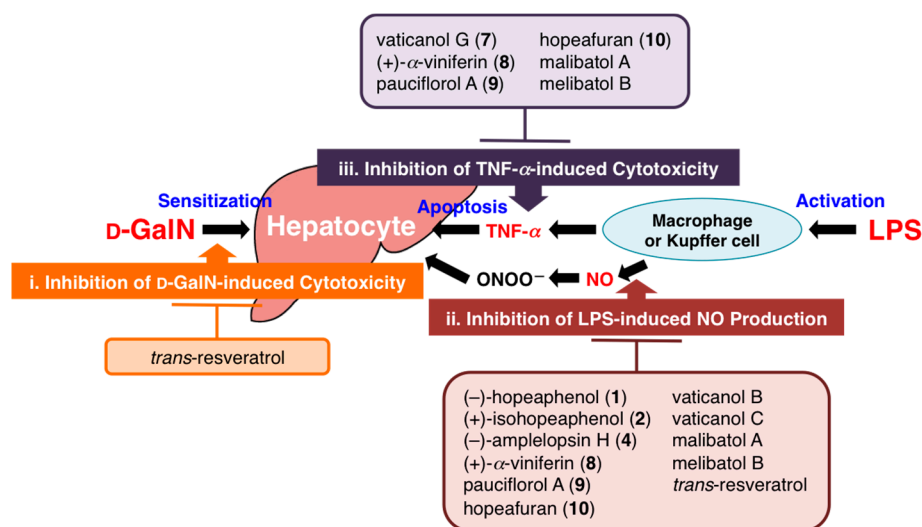 vaticanol G (7) hopeafuran (10)
(+)-α-viniferin (8) malibatol A
pauciflorol A (9) melibatol B
iii. Inhibition of TNF-α-induced Cytotoxicity
Sensitization
Apoptosis
Activation
D-GalN
Hepatocyte
TNF-α
Macrophage
or Kupffer cell
LPS
i. Inhibition of D-GalN-induced Cytotoxicity
ONOO⁻
NO
ii. Inhibition of LPS-induced NO Production
trans-resveratrol
(–)-hopeaphenol (1) vaticanol B
(+)-isohopeaphenol (2) vaticanol C
(–)-amplelopsin H (4) malibatol A
(+)-α-viniferin (8) melibatol B
pauciflorol A (9) trans-resveratrol
hopeafuran (10)